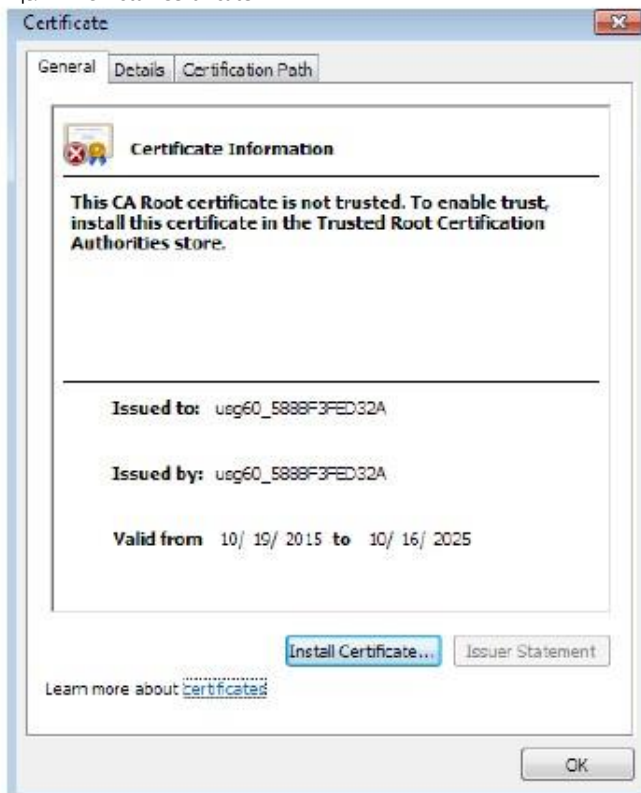 Certificate
General Details Certification Path
Certificate Information
This CA Root certificate is not trusted. To enable trust,
install this certificate in the Trusted Root Certification
Authorities store.
Issued to: usg60_5888F3FED32A
Issued by: usg60_5888F3FED32A
Valid from 10/ 19/ 2015 to 10/ 16/ 2025
Install Certificate... Issuer Statement
Learn more about certificates
OK